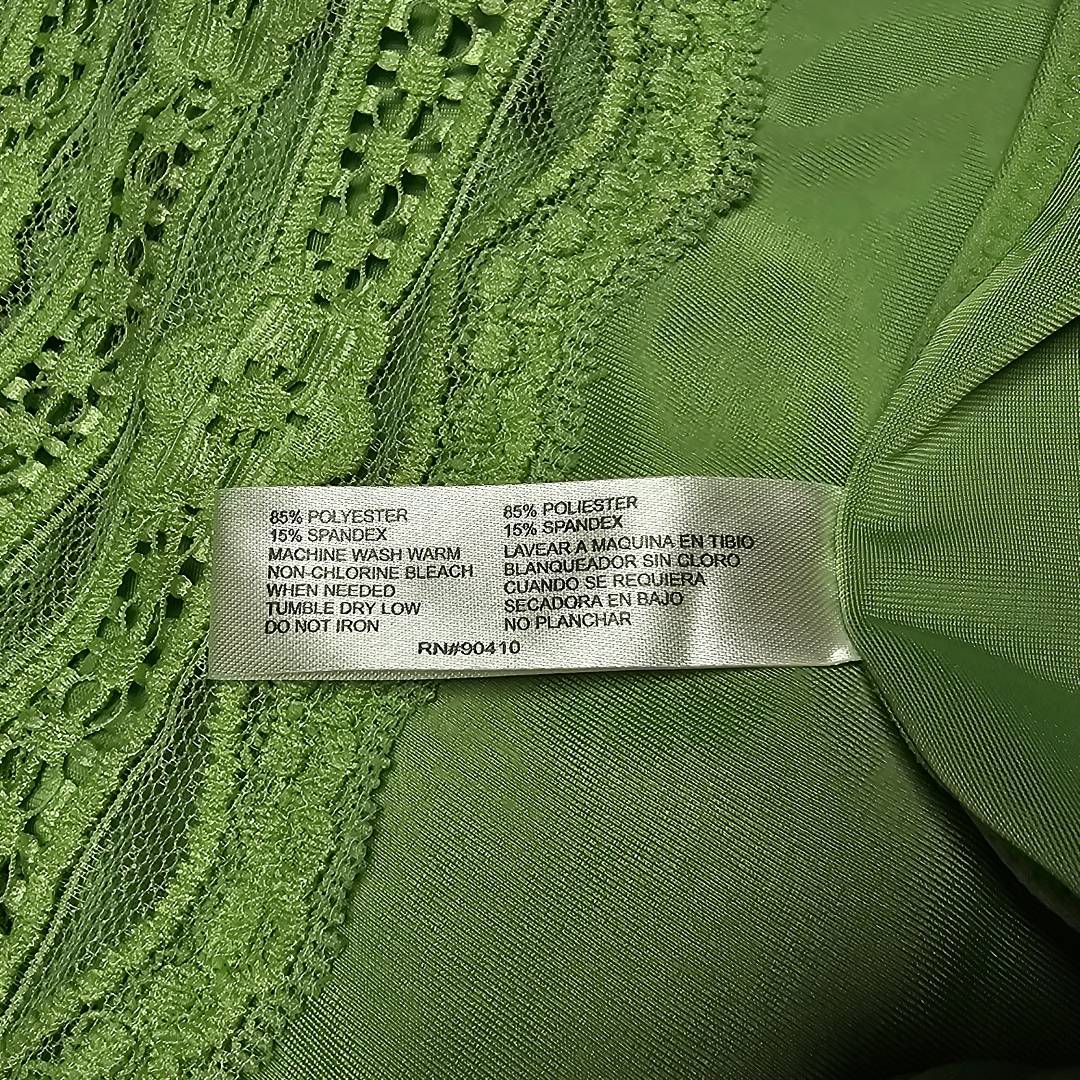 85% POLYESTER
15% SPANDEX
MACHINE WASH WARM
NON-CHLORINE BLEACH
WHEN NEEDED
TUMBLE DRY LOW
DO NOT IRON
85% POLIESTER
15% SPANDEX
LAVEAR A MAQUINA EN TIBIO
BLANQUEADOR SIN CLORO
CUANDO SE REQUIERA
SECADORA EN BAJO
NO PLANCHAR
RN#90410